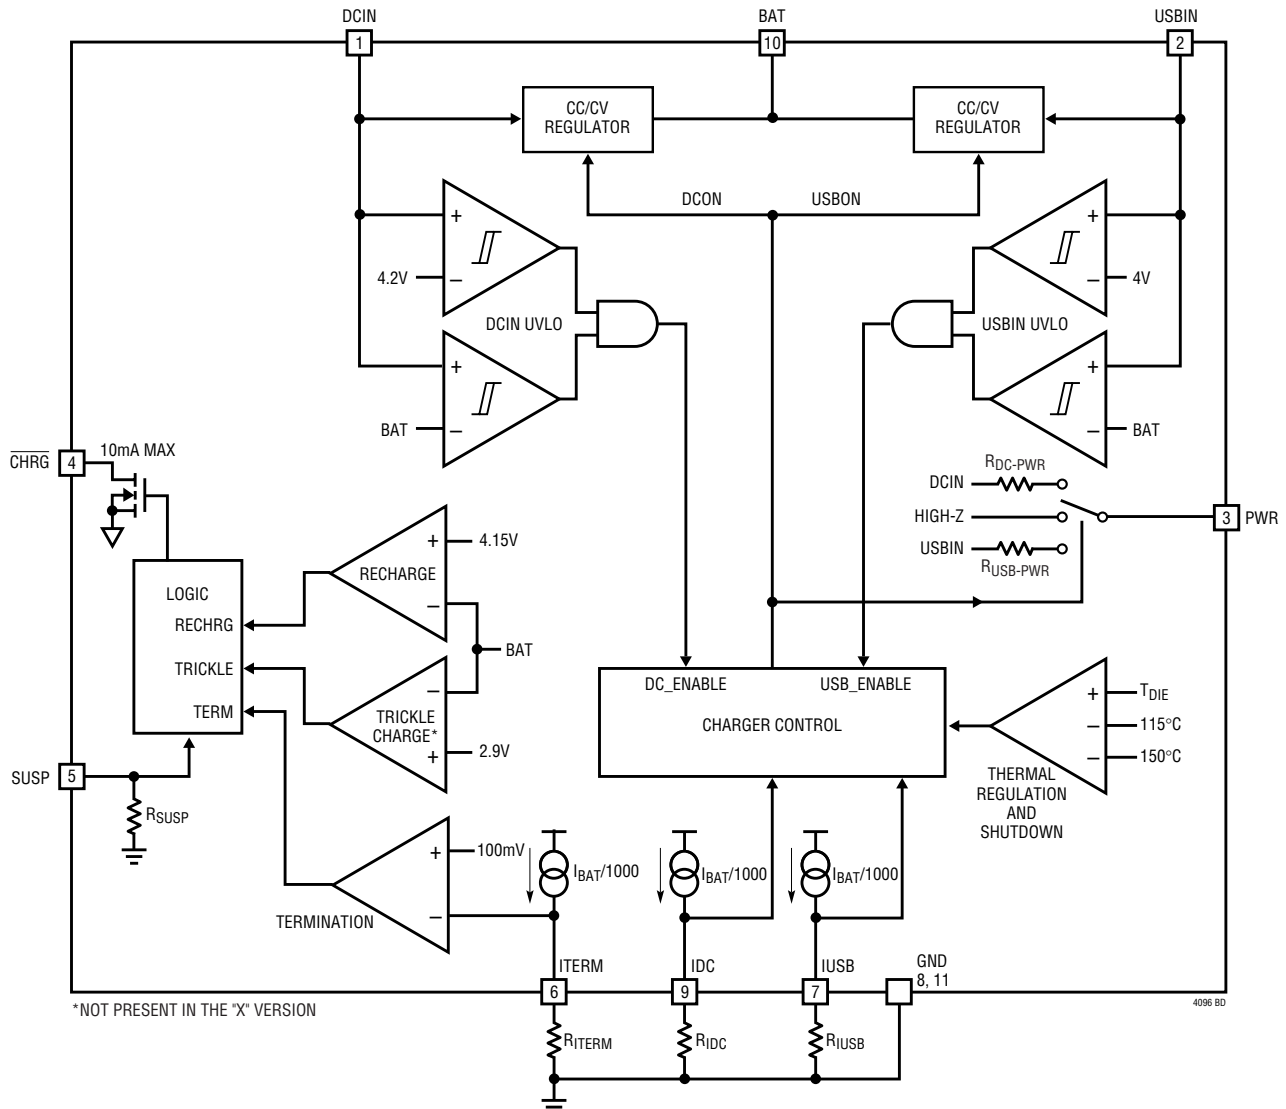 DCIN
BAT
USBIN
1
10
2
CC/CV
REGULATOR
CC/CV
REGULATOR
DCON
USBON
+
+
4.2V
–
–
4V
DCIN UVLO
USBIN UVLO
+
+
BAT
–
–
BAT
CHRG
4
10mA MAX
RDC-PWR
DCIN
HIGH-Z
3
PWR
USBIN
RUSB-PWR
+
4.15V
RECHARGE
–
LOGIC
RECHRG
BAT
TRICKLE
–
TERM
TRICKLE
CHARGE*
+
2.9V
DC_ENABLE
USB_ENABLE
CHARGER CONTROL
+
TDIE
–
115°C
–
150°C
THERMAL
REGULATION
AND
SHUTDOWN
SUSP
5
RSUSP
+
100mV
IBAT/1000
IBAT/1000
IBAT/1000
–
TERMINATION
ITERM
IDC
IUSB
GND
8, 11
6
9
7
*NOT PRESENT IN THE "X" VERSION
4096 BD
RITERM
RIDC
RIUSB